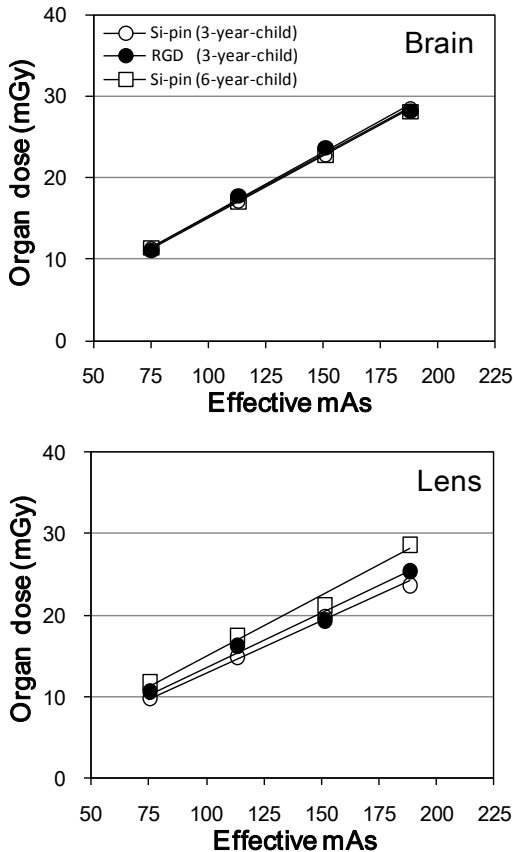 40
Si-pin (3-year-child)
RGD (3-year-child)
Si-pin (6-year-child)
Brain
30
20
10
0
Organ dose (mGy)
50 75 100 125 150 175 200 225
Effective mAs
40
Lens
30
20
10
0
Organ dose (mGy)
50 75 100 125 150 175 200 225
Effective mAs